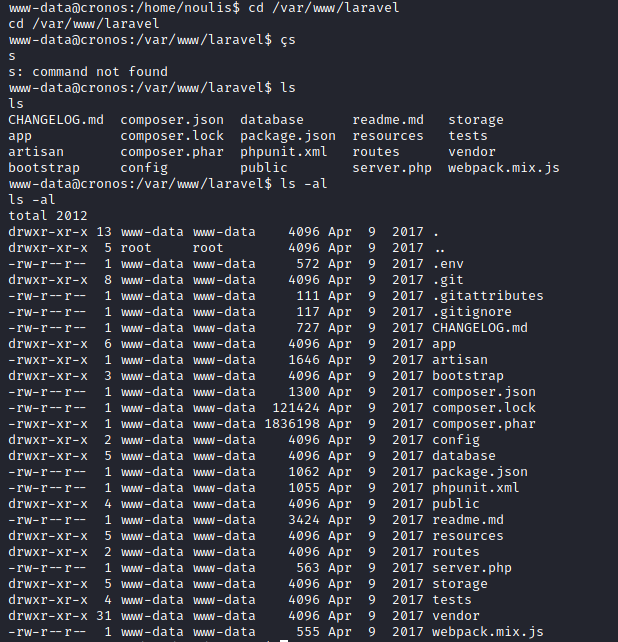 www-data@cronos:/home/noulis$ cd /var/www/laravel
cd /var/www/laravel
www-data@cronos:/var/www/laravel$ çs
s
s: command not found
www-data@cronos:/var/www/laravel$ ls
ls
CHANGELOG.md  composer.json  database      readme.md  storage
app           composer.lock  package.json  resources  tests
artisan       composer.phar  phpunit.xml   routes     vendor
bootstrap     config         public        server.php  webpack.mix.js
www-data@cronos:/var/www/laravel$ ls -al
ls -al
total 2012
drwxr-xr-x 13 www-data www-data    4096 Apr  9  2017 .
drwxr-xr-x  5 root     root        4096 Apr  9  2017 ..
-rw-r--r--  1 www-data www-data     572 Apr  9  2017 .env
drwxr-xr-x  8 www-data www-data    4096 Apr  9  2017 .git
-rw-r--r--  1 www-data www-data     111 Apr  9  2017 .gitattributes
-rw-r--r--  1 www-data www-data     117 Apr  9  2017 .gitignore
-rw-r--r--  1 www-data www-data     727 Apr  9  2017 CHANGELOG.md
drwxr-xr-x  6 www-data www-data    4096 Apr  9  2017 app
-rwxr-xr-x  1 www-data www-data    1646 Apr  9  2017 artisan
drwxr-xr-x  3 www-data www-data    4096 Apr  9  2017 bootstrap
-rw-r--r--  1 www-data www-data    1300 Apr  9  2017 composer.json
-rw-r--r--  1 www-data www-data  121424 Apr  9  2017 composer.lock
-rwxr-xr-x  1 www-data www-data 1836198 Apr  9  2017 composer.phar
drwxr-xr-x  2 www-data www-data    4096 Apr  9  2017 config
drwxr-xr-x  5 www-data www-data    4096 Apr  9  2017 database
-rw-r--r--  1 www-data www-data    1062 Apr  9  2017 package.json
-rw-r--r--  1 www-data www-data    1055 Apr  9  2017 phpunit.xml
drwxr-xr-x  4 www-data www-data    4096 Apr  9  2017 public
-rw-r--r--  1 www-data www-data    3424 Apr  9  2017 readme.md
drwxr-xr-x  5 www-data www-data    4096 Apr  9  2017 resources
drwxr-xr-x  2 www-data www-data    4096 Apr  9  2017 routes
-rw-r--r--  1 www-data www-data     563 Apr  9  2017 server.php
drwxr-xr-x  5 www-data www-data    4096 Apr  9  2017 storage
drwxr-xr-x  4 www-data www-data    4096 Apr  9  2017 tests
drwxr-xr-x 31 www-data www-data    4096 Apr  9  2017 vendor
-rw-r--r--  1 www-data www-data     555 Apr  9  2017 webpack.mix.js